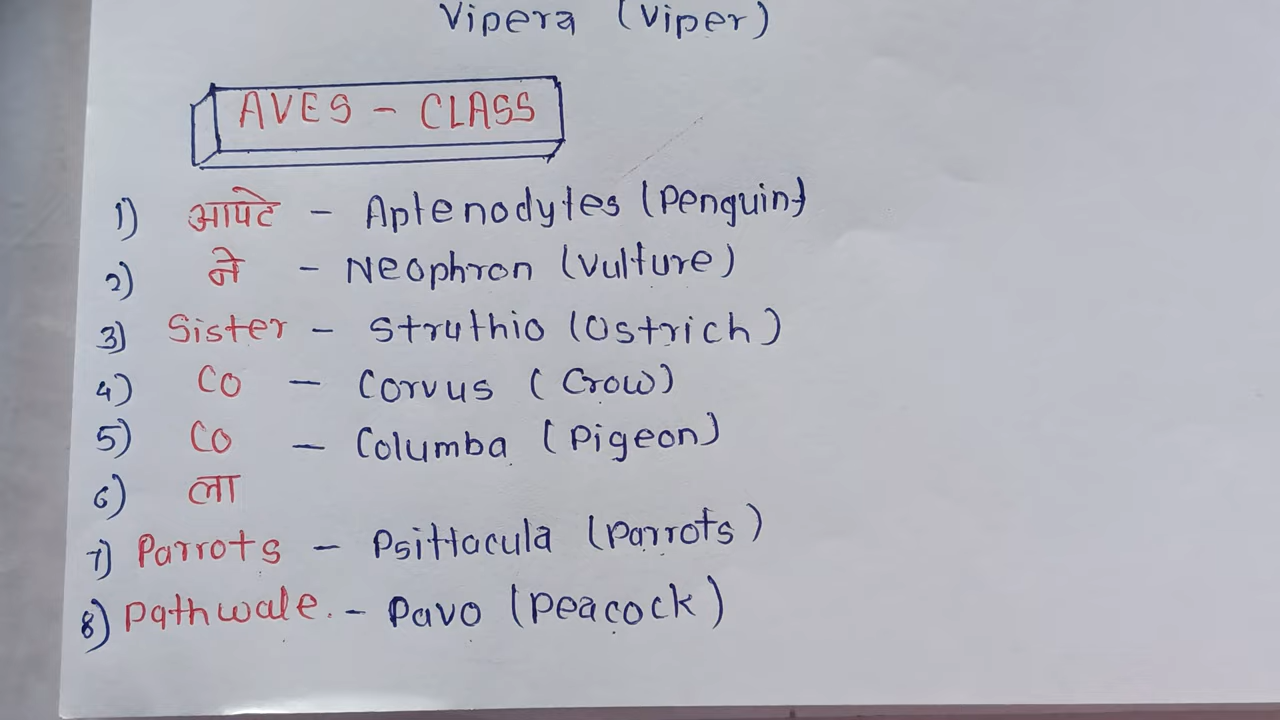 Vipera (Viper)
AVES - CLASS
1) आपटे - Aptenodytes (Penguin)
2) ने - Neophron (Vulture)
3) Sister - Struthio (Ostrich)
4) CO - Corvus (Crow)
5) CO - Columba (Pigeon)
6) ला
7) Parrots - Psittacula (Parrots)
8) Pathwale. - Pavo (Peacock)